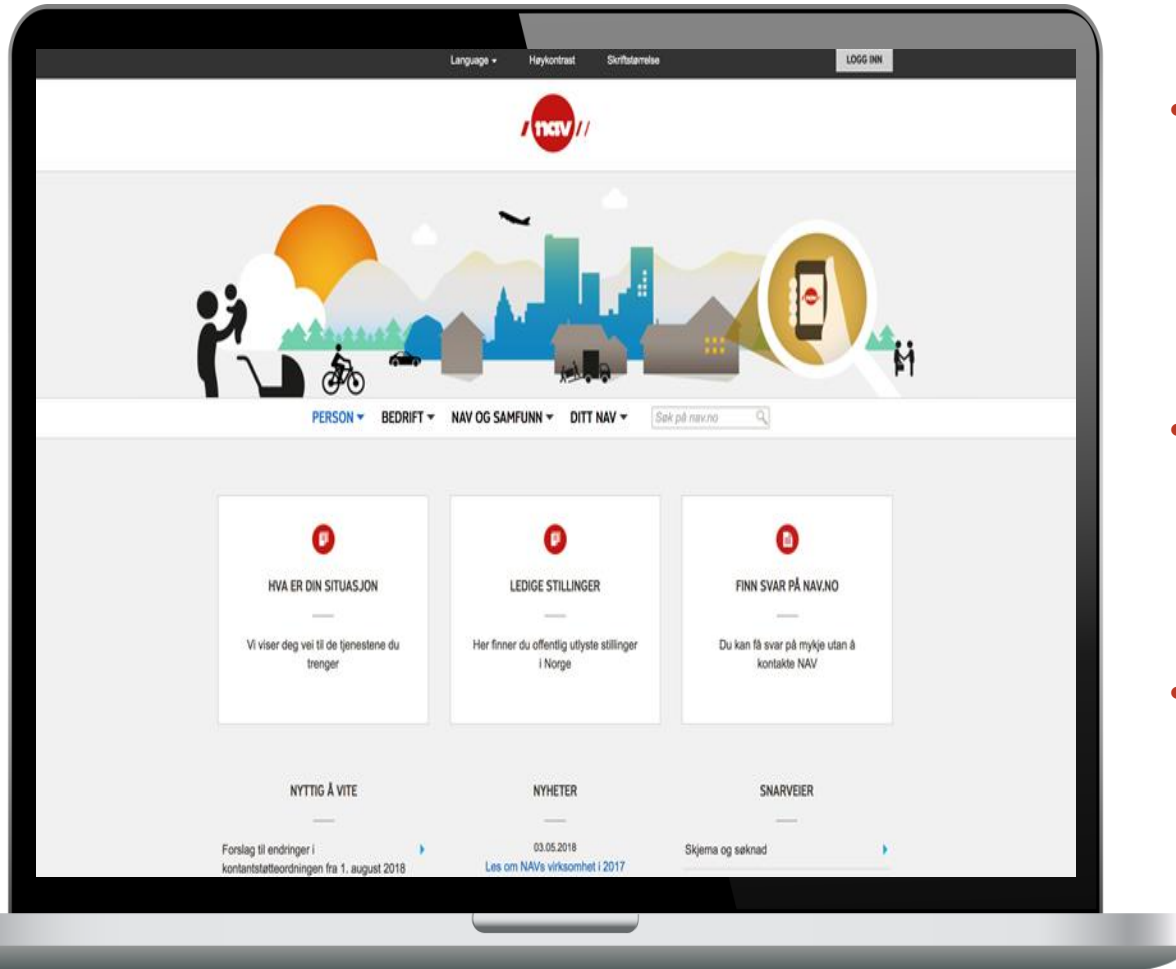 Language Høykontrast Skriftstørrelse LOGG INN
nav
PERSON BEDRIFT NAV OG SAMFUNN DITT NAV Søk på nav.no
HVA ER DIN SITUASJON
Vi viser deg vei til de tjenestene du
trenger
LEDIGE STILLINGER
Her finner du offentlig utlyste stillinger
i Norge
FINN SVAR PÅ NAV.NO
Du kan få svar på mykje utan å
kontakte NAV
NYTTIG Å VITE
Forslag til endringer i
kontantstøtteordningen fra 1. august 2018
NYHETER
03.05.2018
Les om NAVs virksomhet i 2017
SNARVEIER
Skjema og søknad